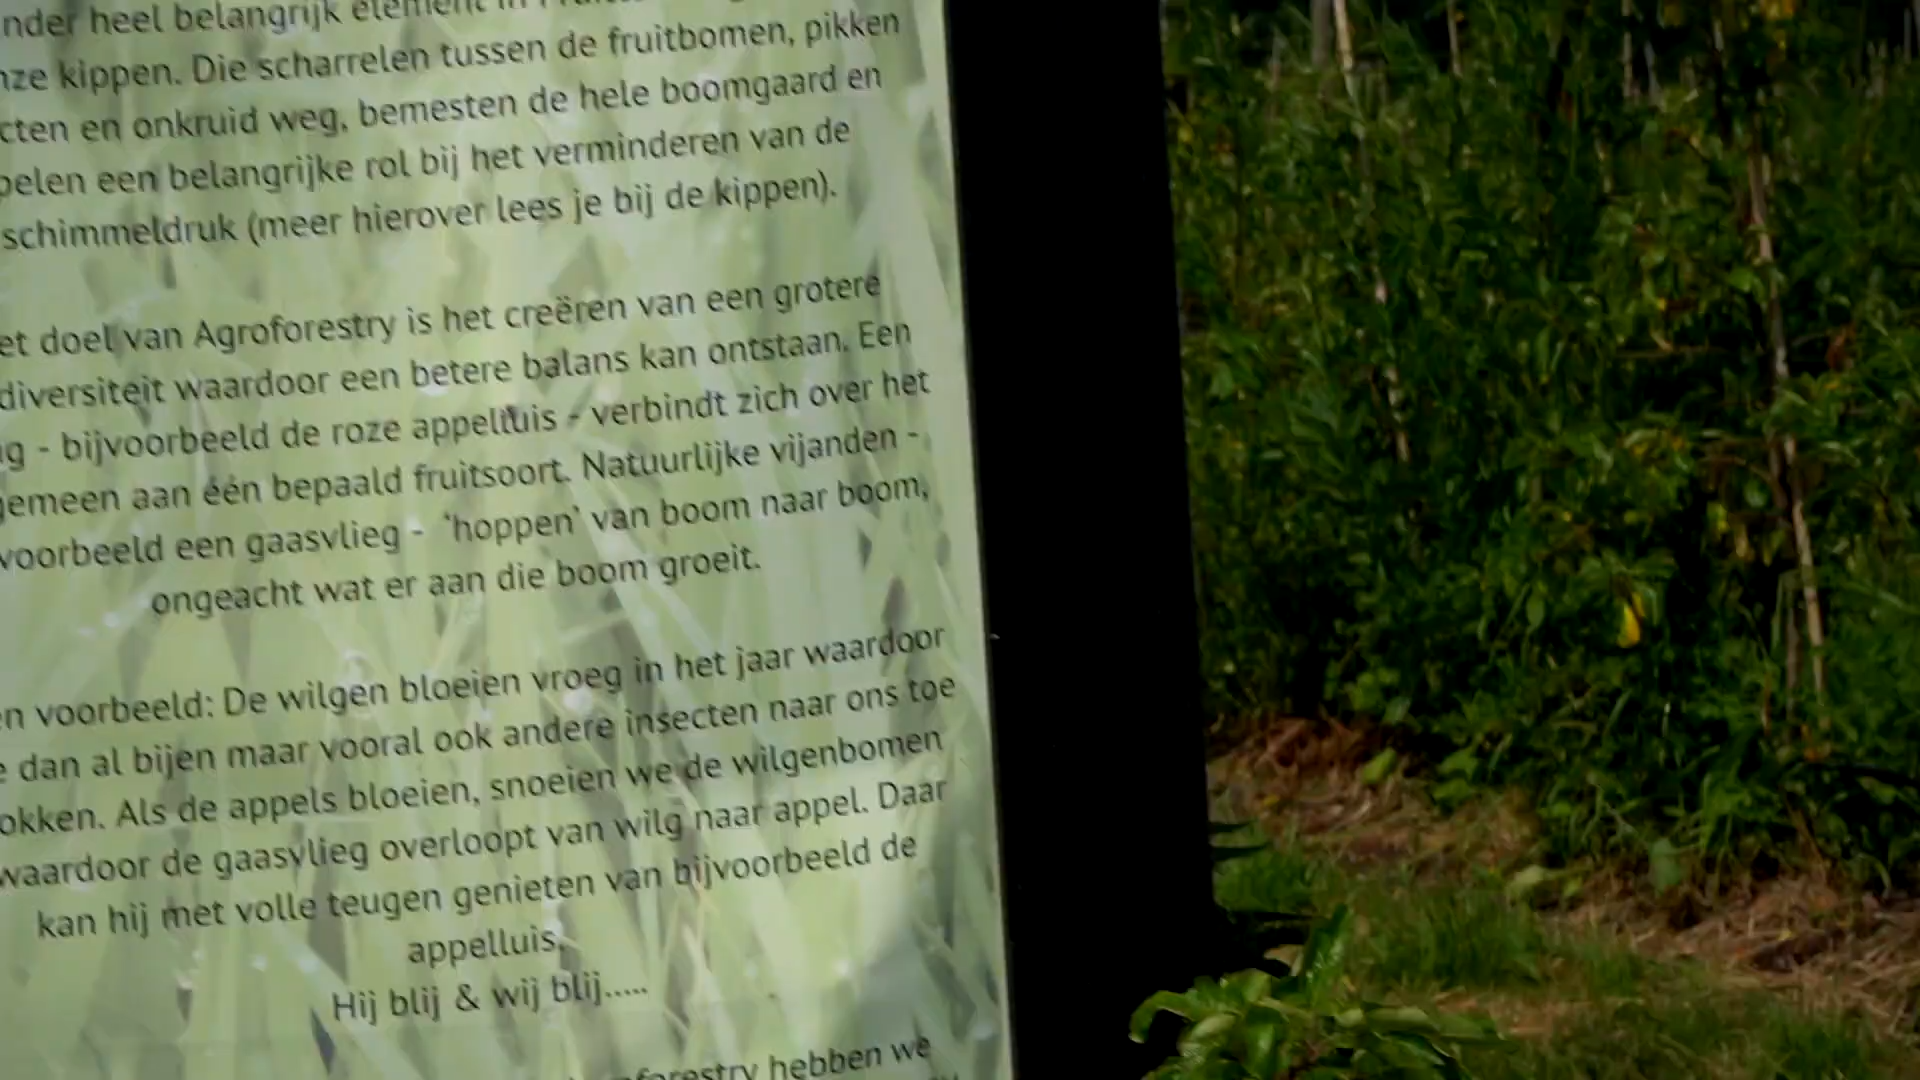 nder heel belangrijk element in
nze kippen. Die scharrelen tussen de fruitbomen, pikken
cten en onkruid weg, bemesten de hele boomgaard en
pelen een belangrijke rol bij het verminderen van de
schimmeldruk (meer hierover lees je bij de kippen).
et doel van Agroforestry is het creëren van een grotere
diversiteit waardoor een betere balans kan ontstaan. Een
ag - bijvoorbeeld de roze appelluis - verbindt zich over het
gemeen aan één bepaald fruitsoort. Natuurlijke vijanden -
voorbeeld een gaasvlieg - 'hoppen' van boom naar boom,
ongeacht wat er aan die boom groeit.
en voorbeeld: De wilgen bloeien vroeg in het jaar waardoor
e dan al bijen maar vooral ook andere insecten naar ons toe
okken. Als de appels bloeien, snoeien we de wilgenbomen
waardoor de gaasvlieg overloopt van wilg naar appel. Daar
kan hij met volle teugen genieten van bijvoorbeeld de
appelluis.
Hij blij & wij blij.....
oforestry hebben we